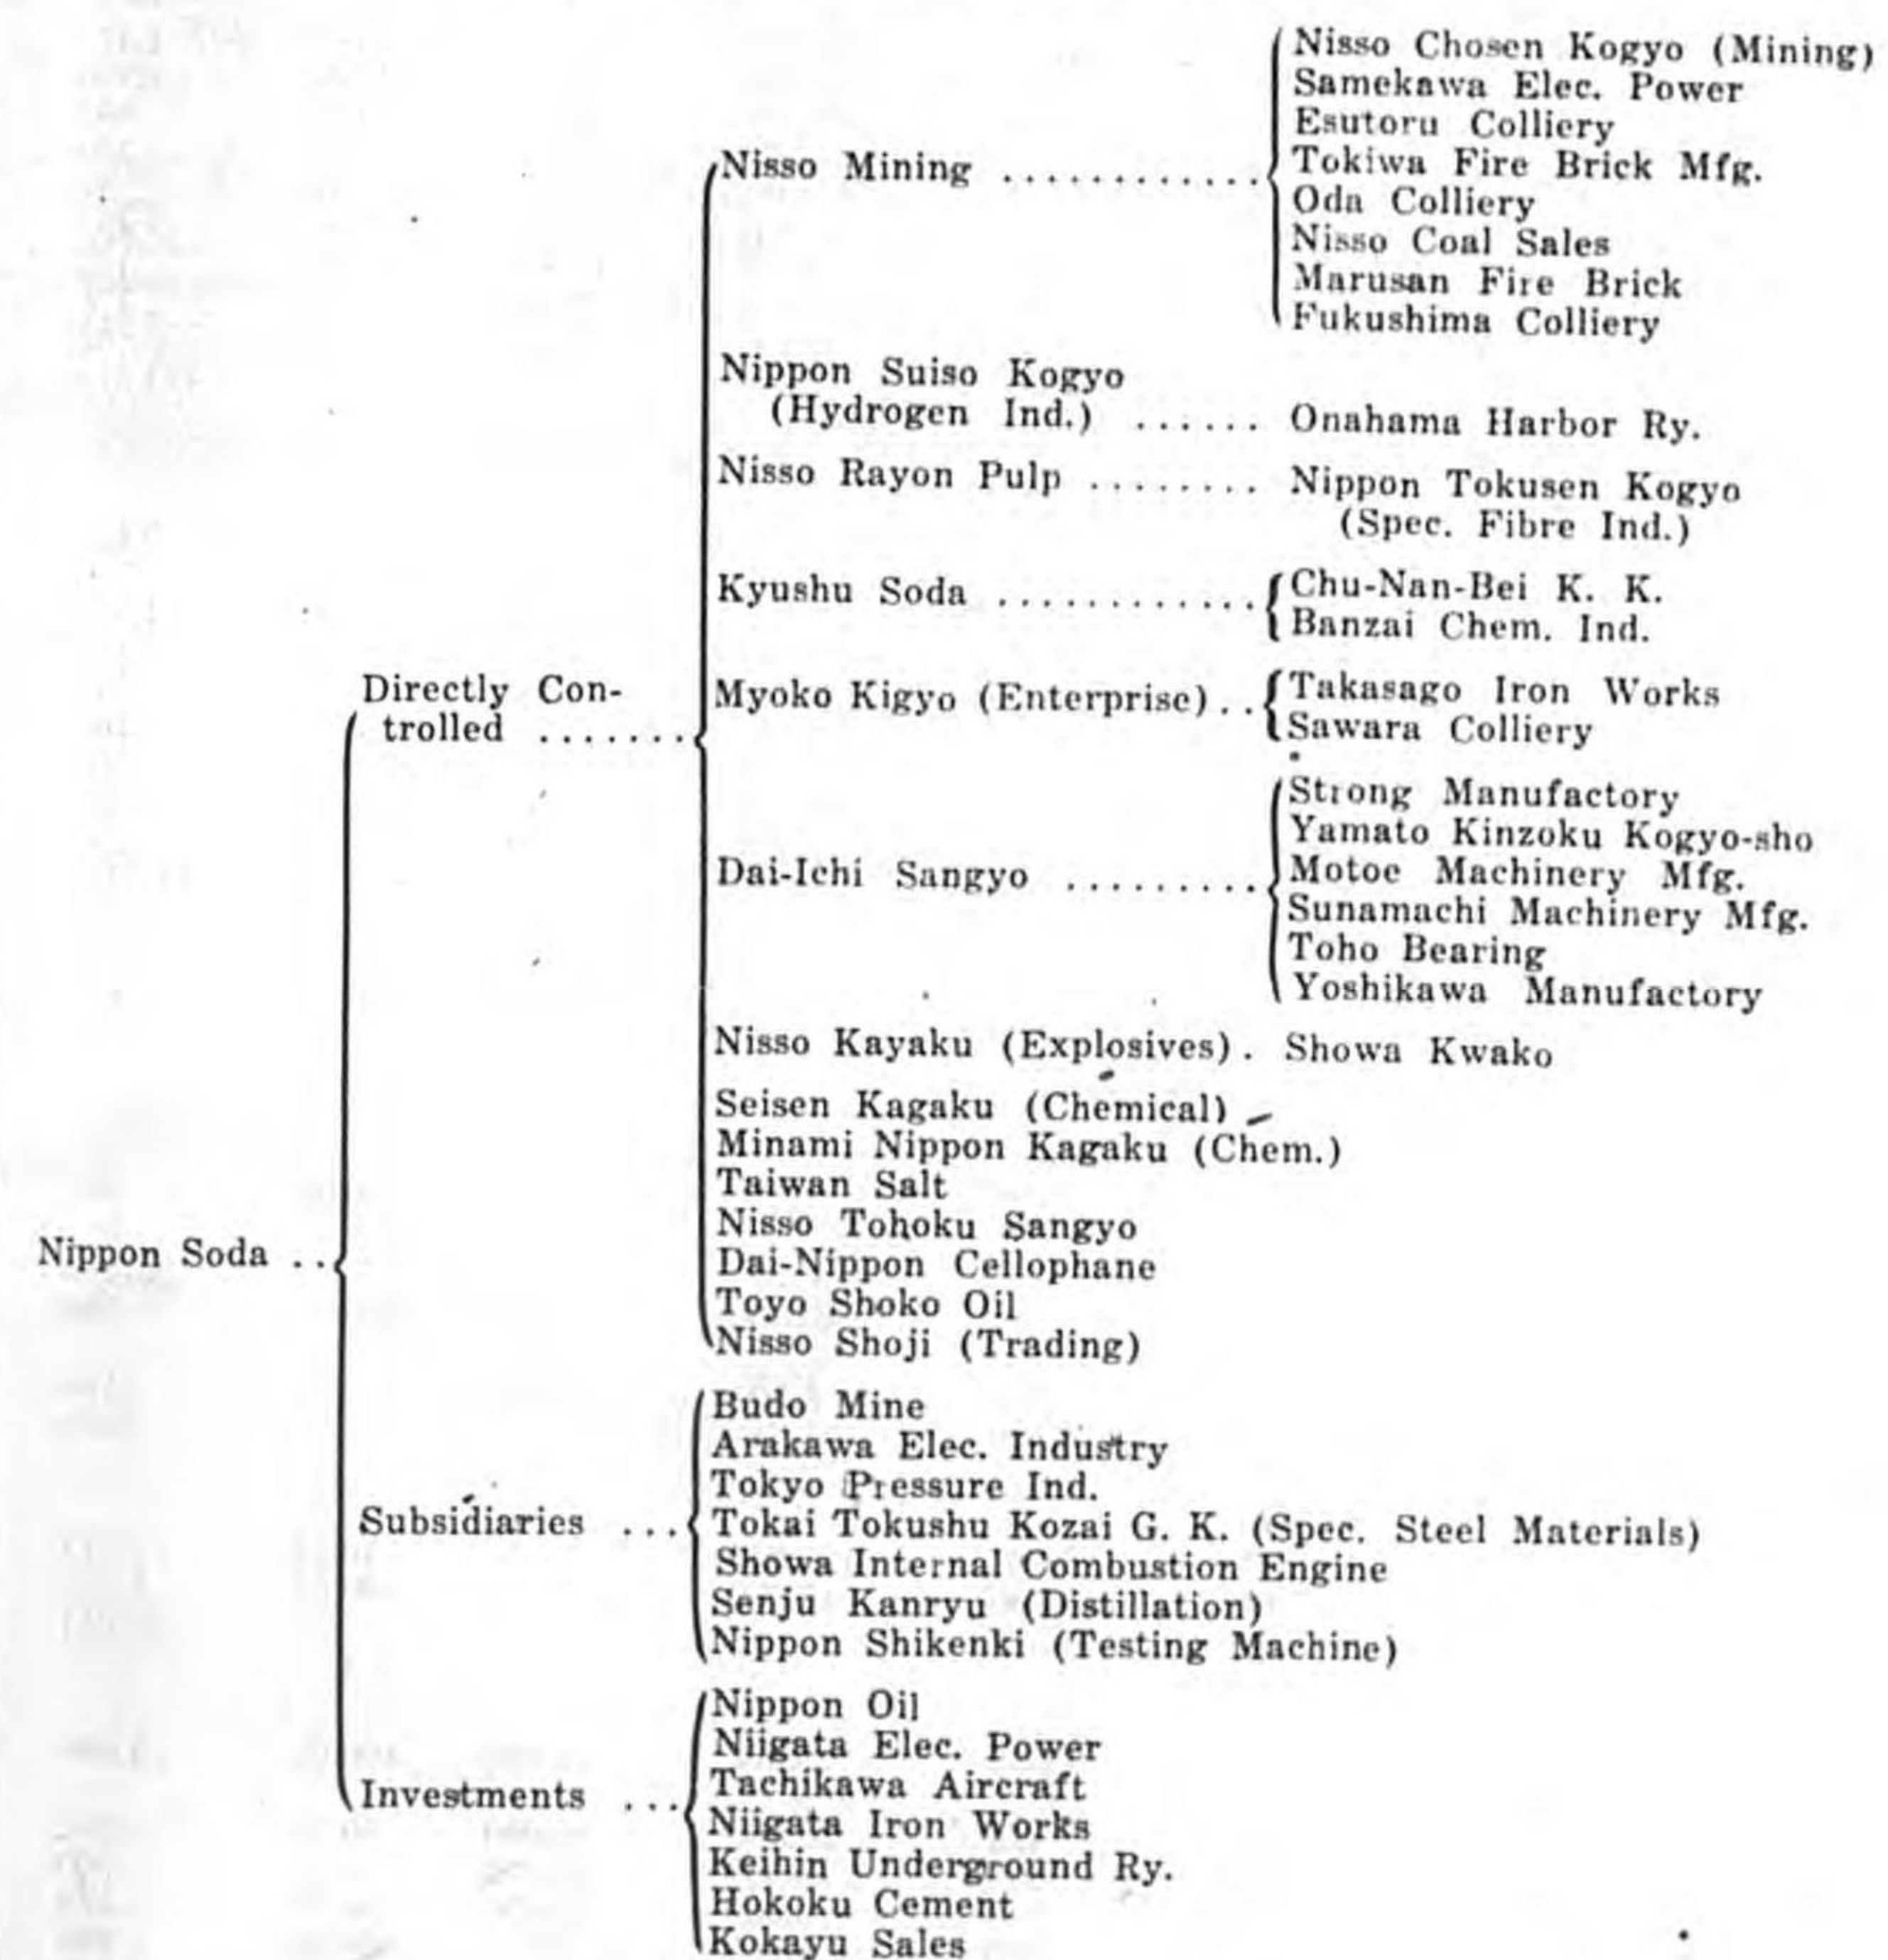 Nippon Soda ..
Directly Con-
trolled .......
Nisso Mining .............
Nisso Chosen Kogyo (Mining)
Samekawa Elec. Power
Esutoru Colliery
Tokiwa Fire Brick Mfg.
Oda Colliery
Nisso Coal Sales
Marusan Fire Brick
Fukushima Colliery
Nippon Suiso Kogyo
(Hydrogen Ind.) ...... Onahama Harbor Ry.
Nisso Rayon Pulp ........ Nippon Tokusen Kogyo
(Spec. Fibre Ind.)
Kyushu Soda .............
Chu-Nan-Bei K. K.
Banzai Chem. Ind.
Myoko Kigyo (Enterprise) ..
Takasago Iron Works
Sawara Colliery
Dai-Ichi Sangyo .........
Strong Manufactory
Yamato Kinzoku Kogyo-sho
Motoe Machinery Mfg.
Sunamachi Machinery Mfg.
Toho Bearing
Yoshikawa Manufactory
Nisso Kayaku (Explosives) . Showa Kwako
Seisen Kagaku (Chemical)
Minami Nippon Kagaku (Chem.)
Taiwan Salt
Nisso Tohoku Sangyo
Dai-Nippon Cellophane
Toyo Shoko Oil
Nisso Shoji (Trading)
Subsidiaries ...
Budo Mine
Arakawa Elec. Industry
Tokyo Pressure Ind.
Tokai Tokushu Kozai G. K. (Spec. Steel Materials)
Showa Internal Combustion Engine
Senju Kanryu (Distillation)
Nippon Shikenki (Testing Machine)
Investments ...
Nippon Oil
Niigata Elec. Power
Tachikawa Aircraft
Niigata Iron Works
Keihin Underground Ry.
Hokoku Cement
Kokayu Sales